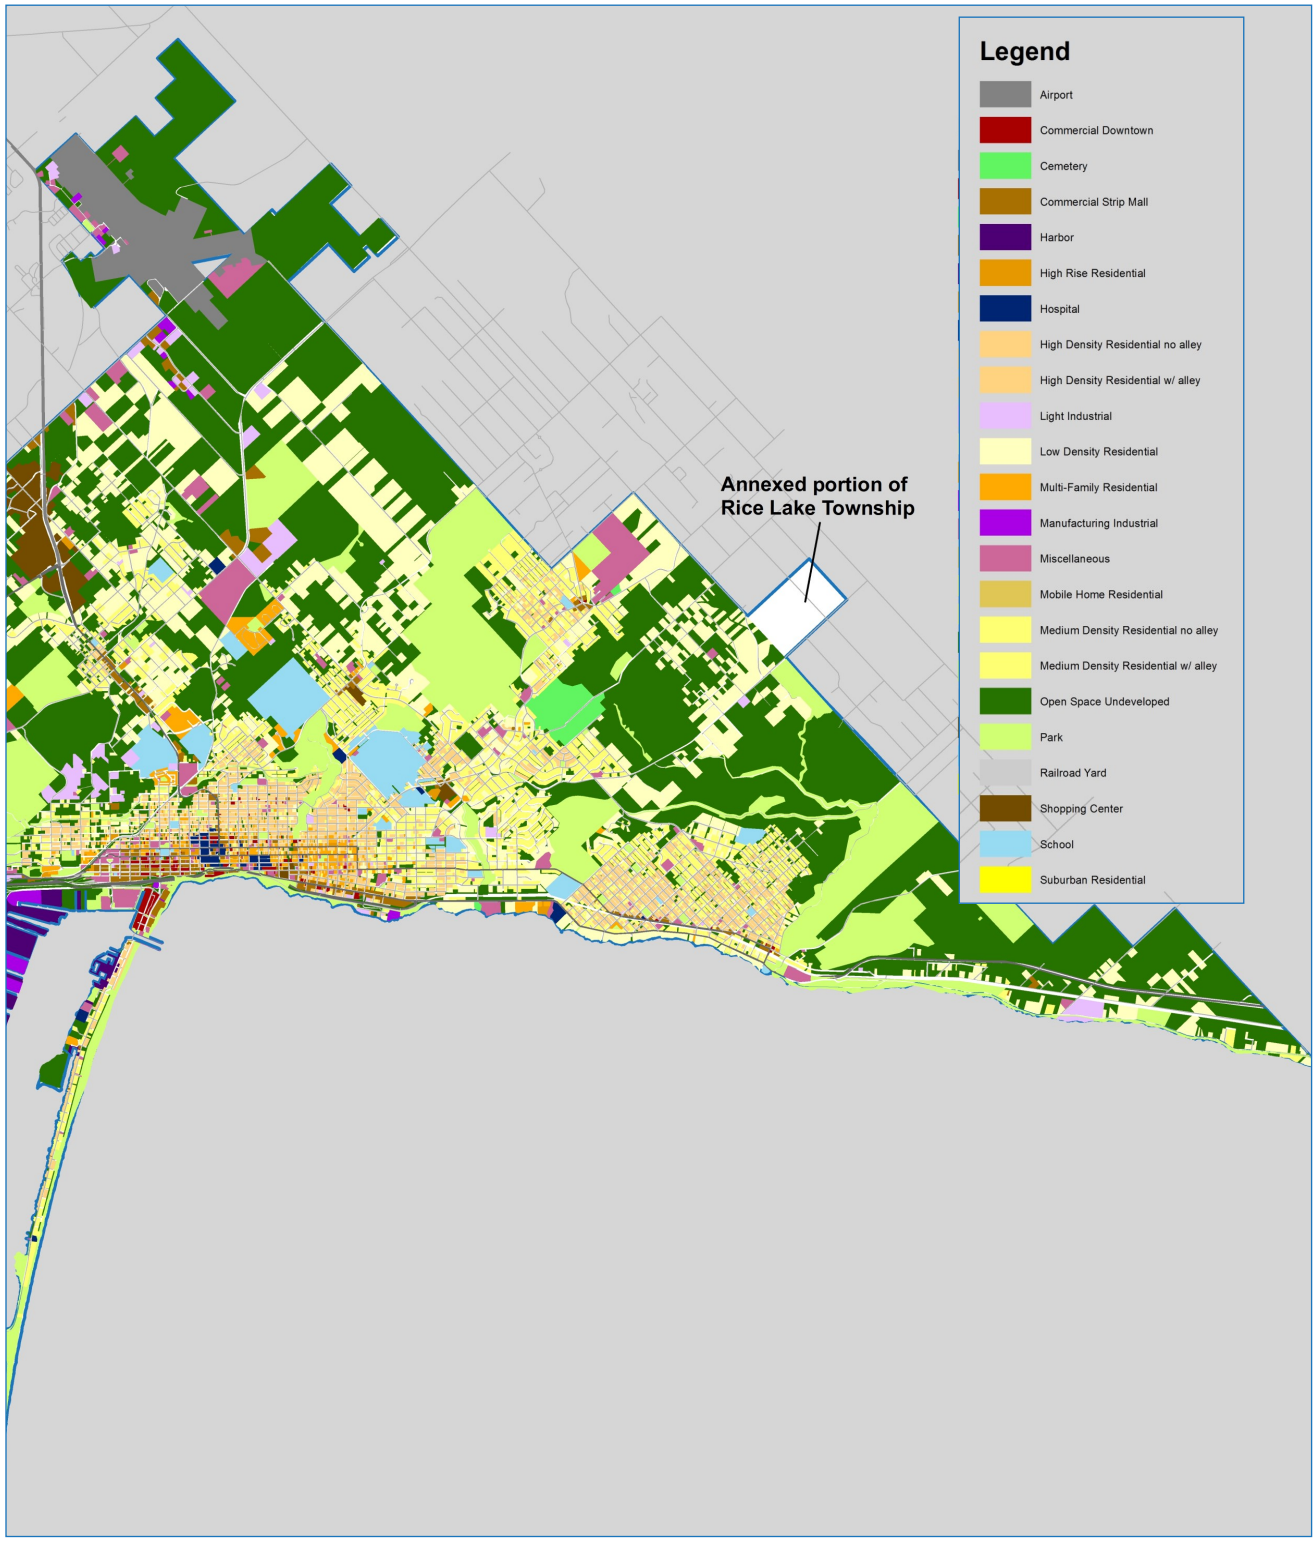 Legend
Airport
Commercial Downtown
Cemetery
Commercial Strip Mall
Harbor
High Rise Residential
Hospital
High Density Residential no alley
High Density Residential w/ alley
Light Industrial
Low Density Residential
Multi-Family Residential
Manufacturing Industrial
Miscellaneous
Mobile Home Residential
Medium Density Residential no alley
Medium Density Residential w/ alley
Open Space Undeveloped
Park
Railroad Yard
Shopping Center
School
Suburban Residential
Annexed portion of
Rice Lake Township